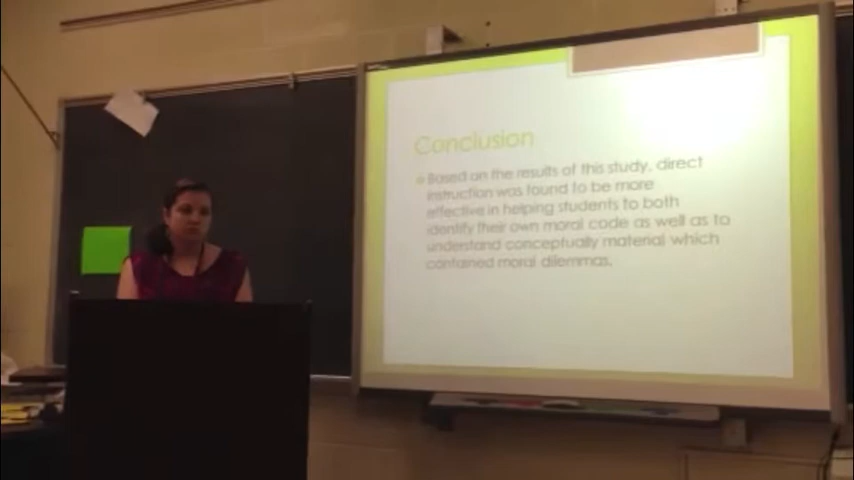 Conclusion
Based on the results of this study, direct
instruction was found to be more
effective in helping students to both
identify their own moral code as well as to
understand conceptually material which
contained moral dilemmas.